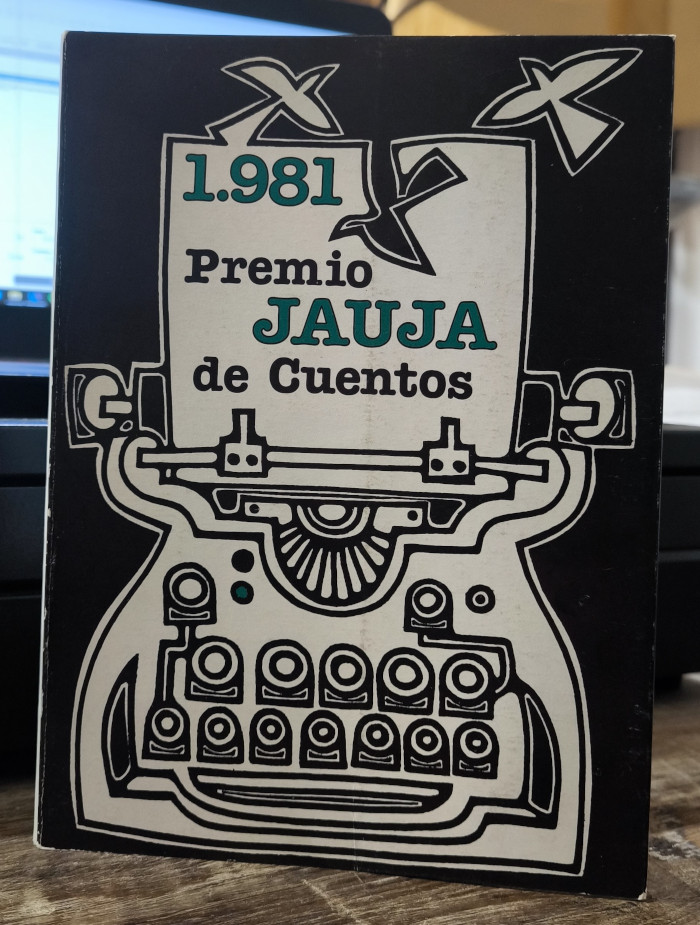 1.981
Premio
JAUJA
de Cuentos